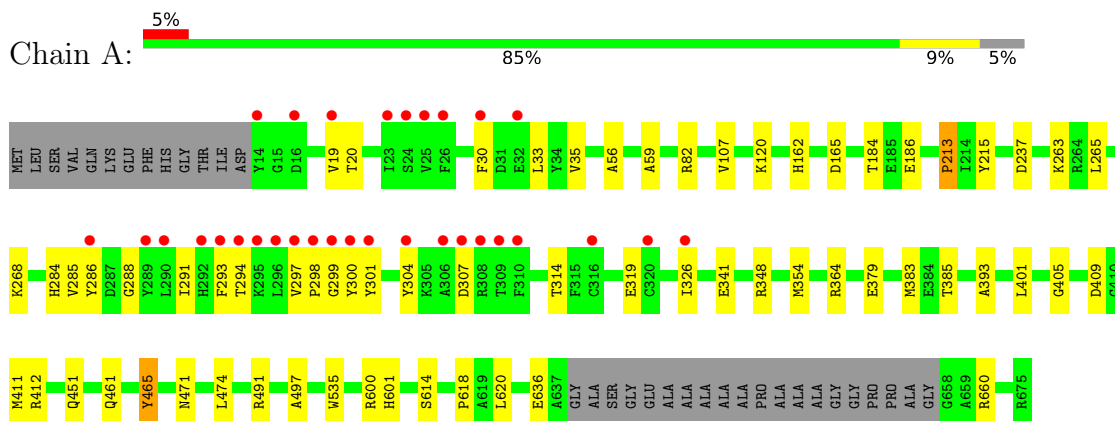 5%
Chain A:
85% 9% 5%
MET LEU SER VAL GLN LYS GLU PHE HIS GLY THR ILE ASP Y14 G15 D16 V19 T20 I23 S24 V25 F26 F30 D31 E32 L33 Y34 V35 A56 A59 R82 V107 K120 H162 D165 T184 E185 E186 P213 I214 Y215 D237 K263 R264 L265
K268 H284 V285 Y286 D287 G288 Y289 L290 I291 H292 F293 T294 K295 L296 V297 P298 G299 Y300 Y301 Y304 K305 A306 D307 R308 T309 F310 T314 F315 C316 E319 C320 I326 E341 R348 M354 R364 E379 M383 E384 T385 A393 L401 G405 D409
M411 R412 Q451 Q461 Y465 N471 L474 R491 A497 W535 R600 H601 S614 P618 A619 L620 E636 A637 GLY ALA SER GLY GLU ALA ALA ALA ALA ALA PRO ALA ALA ALA GLY GLY PRO PRO ALA GLY G658 A659 R660 R675